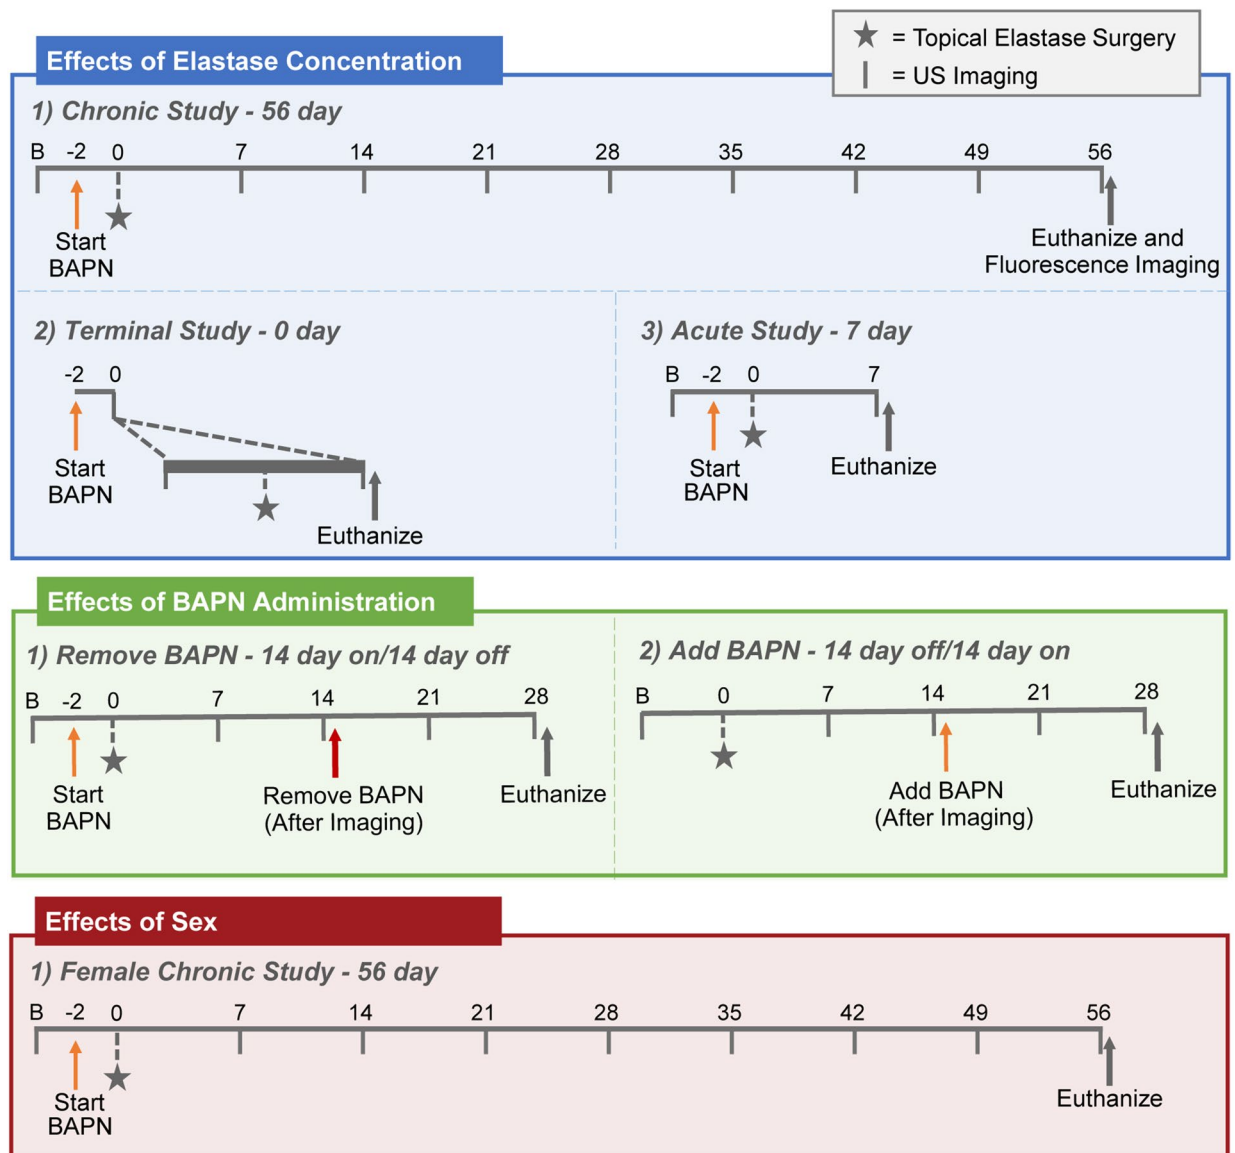 ★ = Topical Elastase Surgery
| = US Imaging
Effects of Elastase Concentration
1) Chronic Study - 56 day
B -2 0 7 14 21 28 35 42 49 56
Start
BAPN
Euthanize and
Fluorescence Imaging
2) Terminal Study - 0 day
-2 0
Start
BAPN
Euthanize
3) Acute Study - 7 day
B -2 0 7
Start
BAPN
Euthanize
Effects of BAPN Administration
1) Remove BAPN - 14 day on/14 day off
B -2 0 7 14 21 28
Start
BAPN
Remove BAPN
(After Imaging)
Euthanize
2) Add BAPN - 14 day off/14 day on
B 0 7 14 21 28
Add BAPN
(After Imaging)
Euthanize
Effects of Sex
1) Female Chronic Study - 56 day
B -2 0 7 14 21 28 35 42 49 56
Start
BAPN
Euthanize